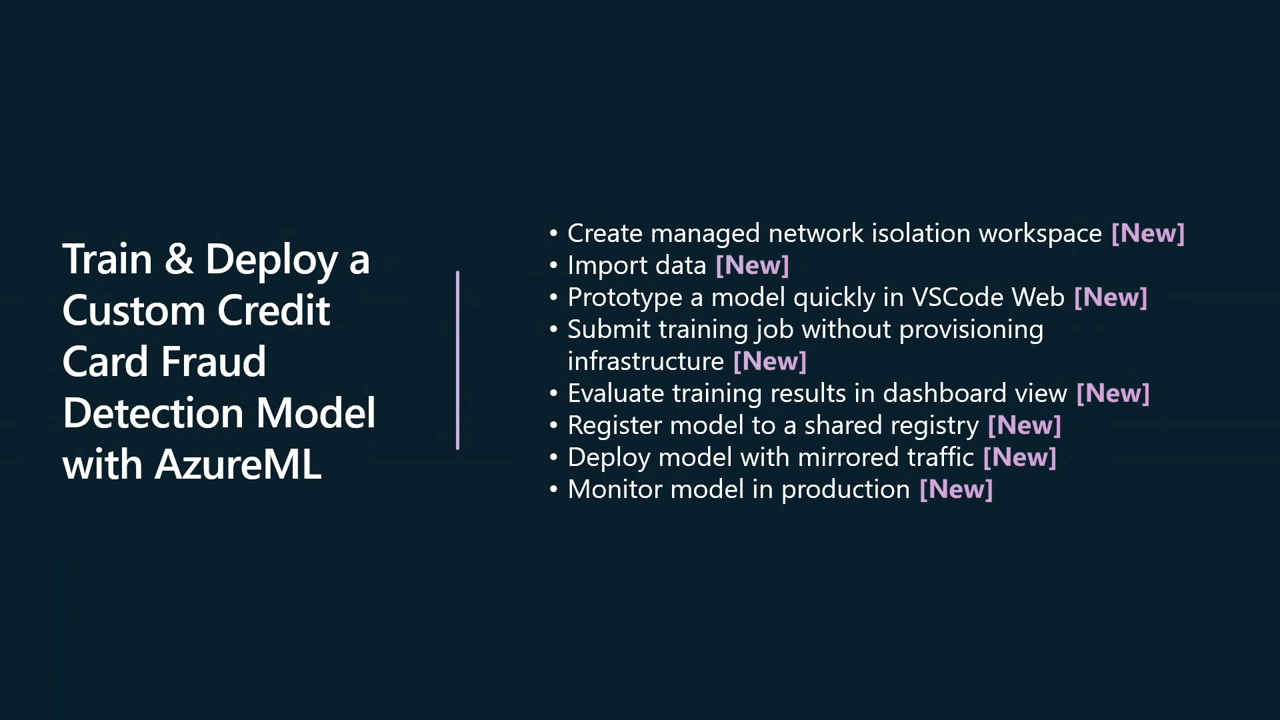 Train & Deploy a
Custom Credit
Card Fraud
Detection Model
with AzureML
• Create managed network isolation workspace [New]
• Import data [New]
• Prototype a model quickly in VSCode Web [New]
• Submit training job without provisioning
infrastructure [New]
• Evaluate training results in dashboard view [New]
• Register model to a shared registry [New]
• Deploy model with mirrored traffic [New]
• Monitor model in production [New]